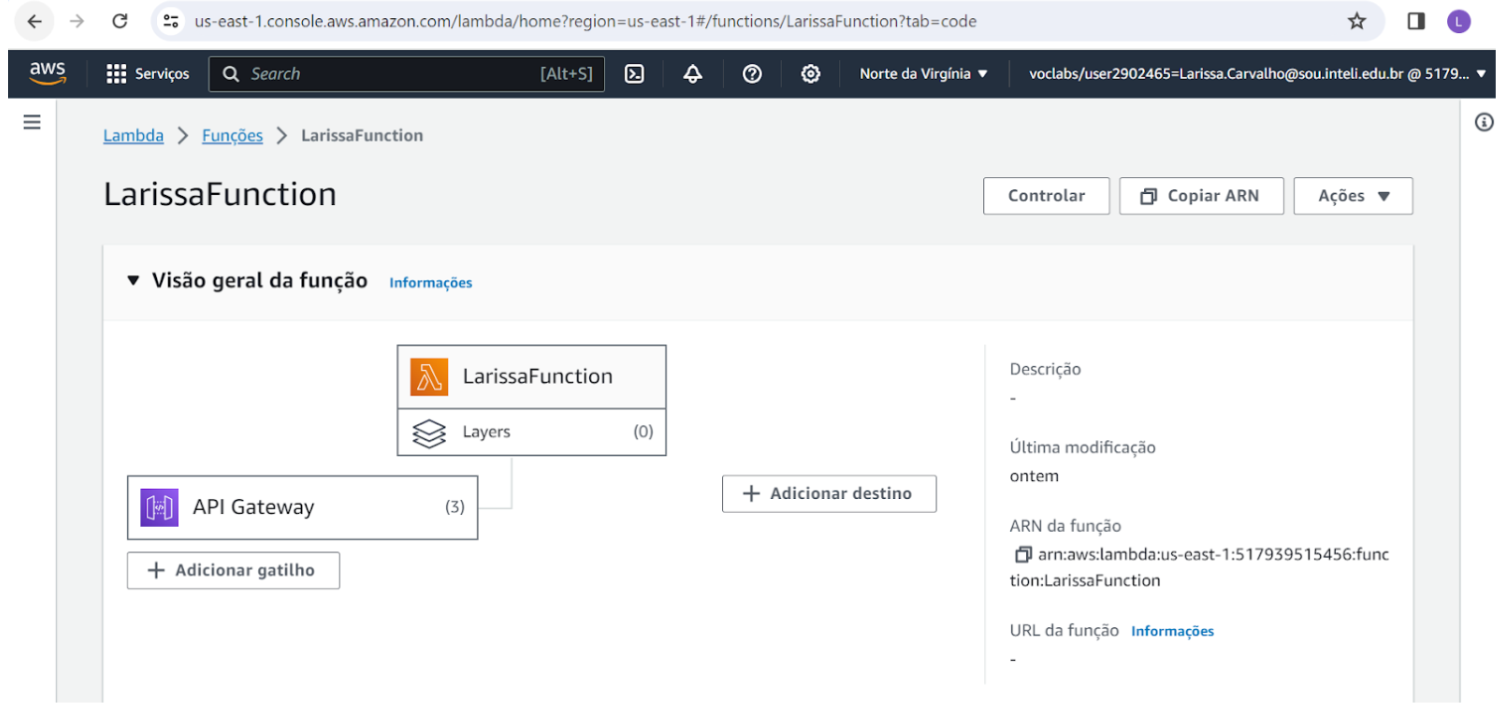 us-east-1.console.aws.amazon.com/lambda/home?region=us-east-1#/functions/LarissaFunction?tab=code
L
aws
Serviços
Search
[Alt+S]
Norte da Virgínia
voclabs/user2902465=Larissa.Carvalho@sou.inteli.edu.br @ 5179...
Lambda > Funções > LarissaFunction
LarissaFunction
Controlar
Copiar ARN
Ações
Visão geral da função Informações
LarissaFunction
Layers (0)
API Gateway (3)
+ Adicionar gatilho
+ Adicionar destino
Descrição
-
Última modificação
ontem
ARN da função
arn:aws:lambda:us-east-1:517939515456:func
tion:LarissaFunction
URL da função Informações
-